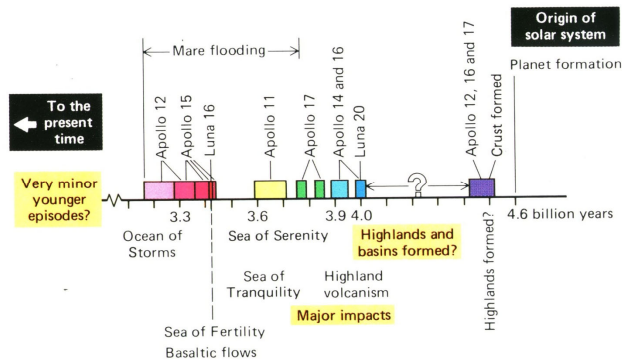 Origin of
solar system
Mare flooding
Planet formation
To the
present
time
Apollo 12
Apollo 15
Luna 16
Apollo 11
Apollo 17
Apollo 14 and 16
Luna 20
Apollo 12, 16 and 17
Crust formed
?
Very minor
younger
episodes?
3.3
3.6
3.9
4.0
4.6 billion years
Ocean of
Storms
Sea of Serenity
Highlands and
basins formed?
Highlands formed?
Sea of
Tranquility
Highland
volcanism
Major impacts
Sea of Fertility
Basaltic flows